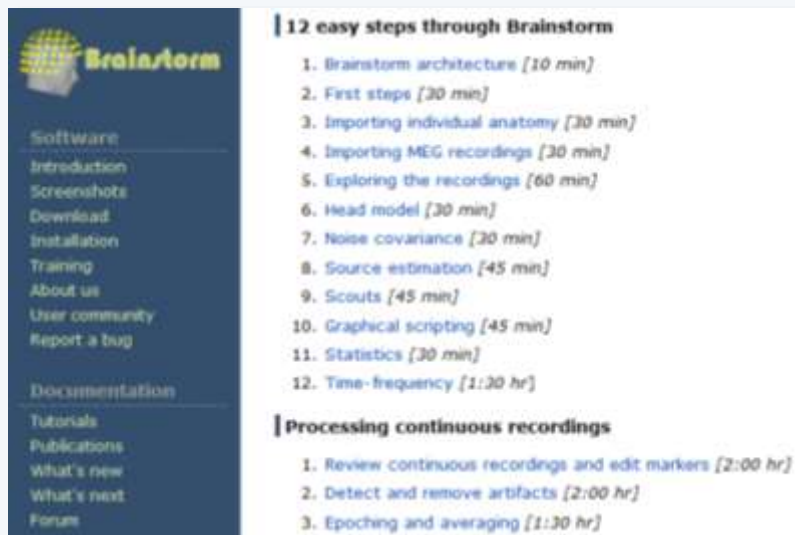 Brainstorm
Software
Introduction
Screenshots
Download
Installation
Training
About us
User community
Report a bug
Documentation
Tutorials
Publications
What's new
What's next
Forum
12 easy steps through Brainstorm
1. Brainstorm architecture [10 min]
2. First steps [30 min]
3. Importing individual anatomy [30 min]
4. Importing MEG recordings [30 min]
5. Exploring the recordings [60 min]
6. Head model [30 min]
7. Noise covariance [30 min]
8. Source estimation [45 min]
9. Scouts [45 min]
10. Graphical scripting [45 min]
11. Statistics [30 min]
12. Time-frequency [1:30 hr]
Processing continuous recordings
1. Review continuous recordings and edit markers [2:00 hr]
2. Detect and remove artifacts [2:00 hr]
3. Epoching and averaging [1:30 hr]